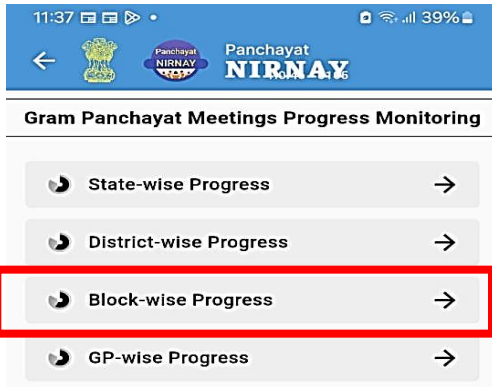 11:37 39%
Panchayat
NIRNAY
Panchayat
NIRNAY
Gram Panchayat Meetings Progress Monitoring
State-wise Progress
District-wise Progress
Block-wise Progress
GP-wise Progress